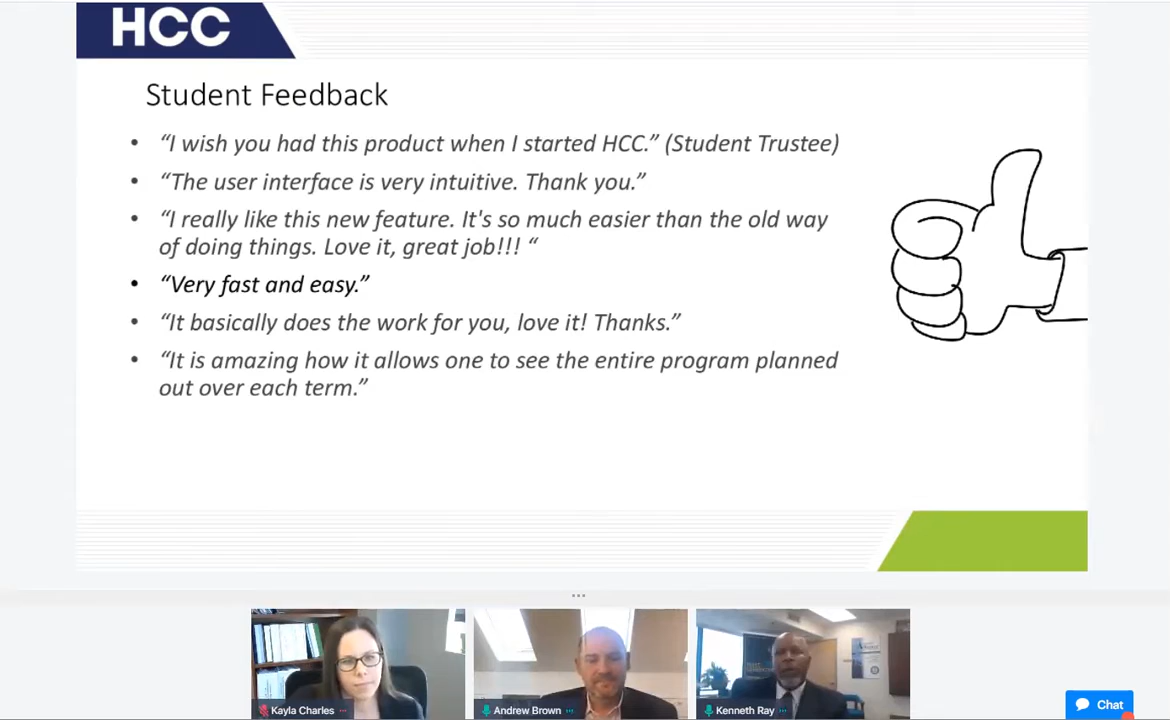 HCC
Student Feedback
• “I wish you had this product when I started HCC.” (Student Trustee)
• “The user interface is very intuitive. Thank you.”
• “I really like this new feature. It's so much easier than the old way
of doing things. Love it, great job!!! “
• “Very fast and easy.”
• “It basically does the work for you, love it! Thanks.”
• “It is amazing how it allows one to see the entire program planned
out over each term.”
Kayla Charles
Andrew Brown
Kenneth Ray
Chat